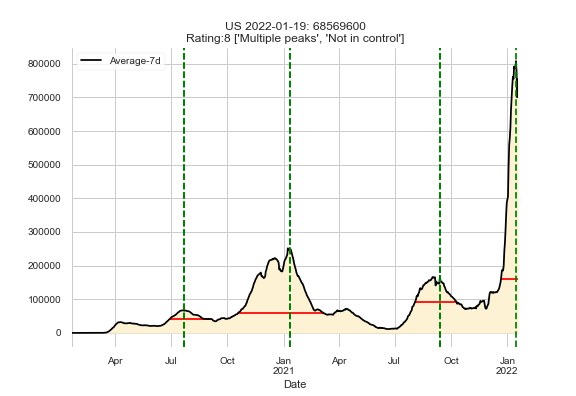 US 2022-01-19: 68569600
Rating:8 ['Multiple peaks', 'Not in control']
Average-7d
800000
700000
600000
500000
400000
300000
200000
100000
0
Apr Jul Oct Jan Apr Jul Oct Jan
2021 2022
Date